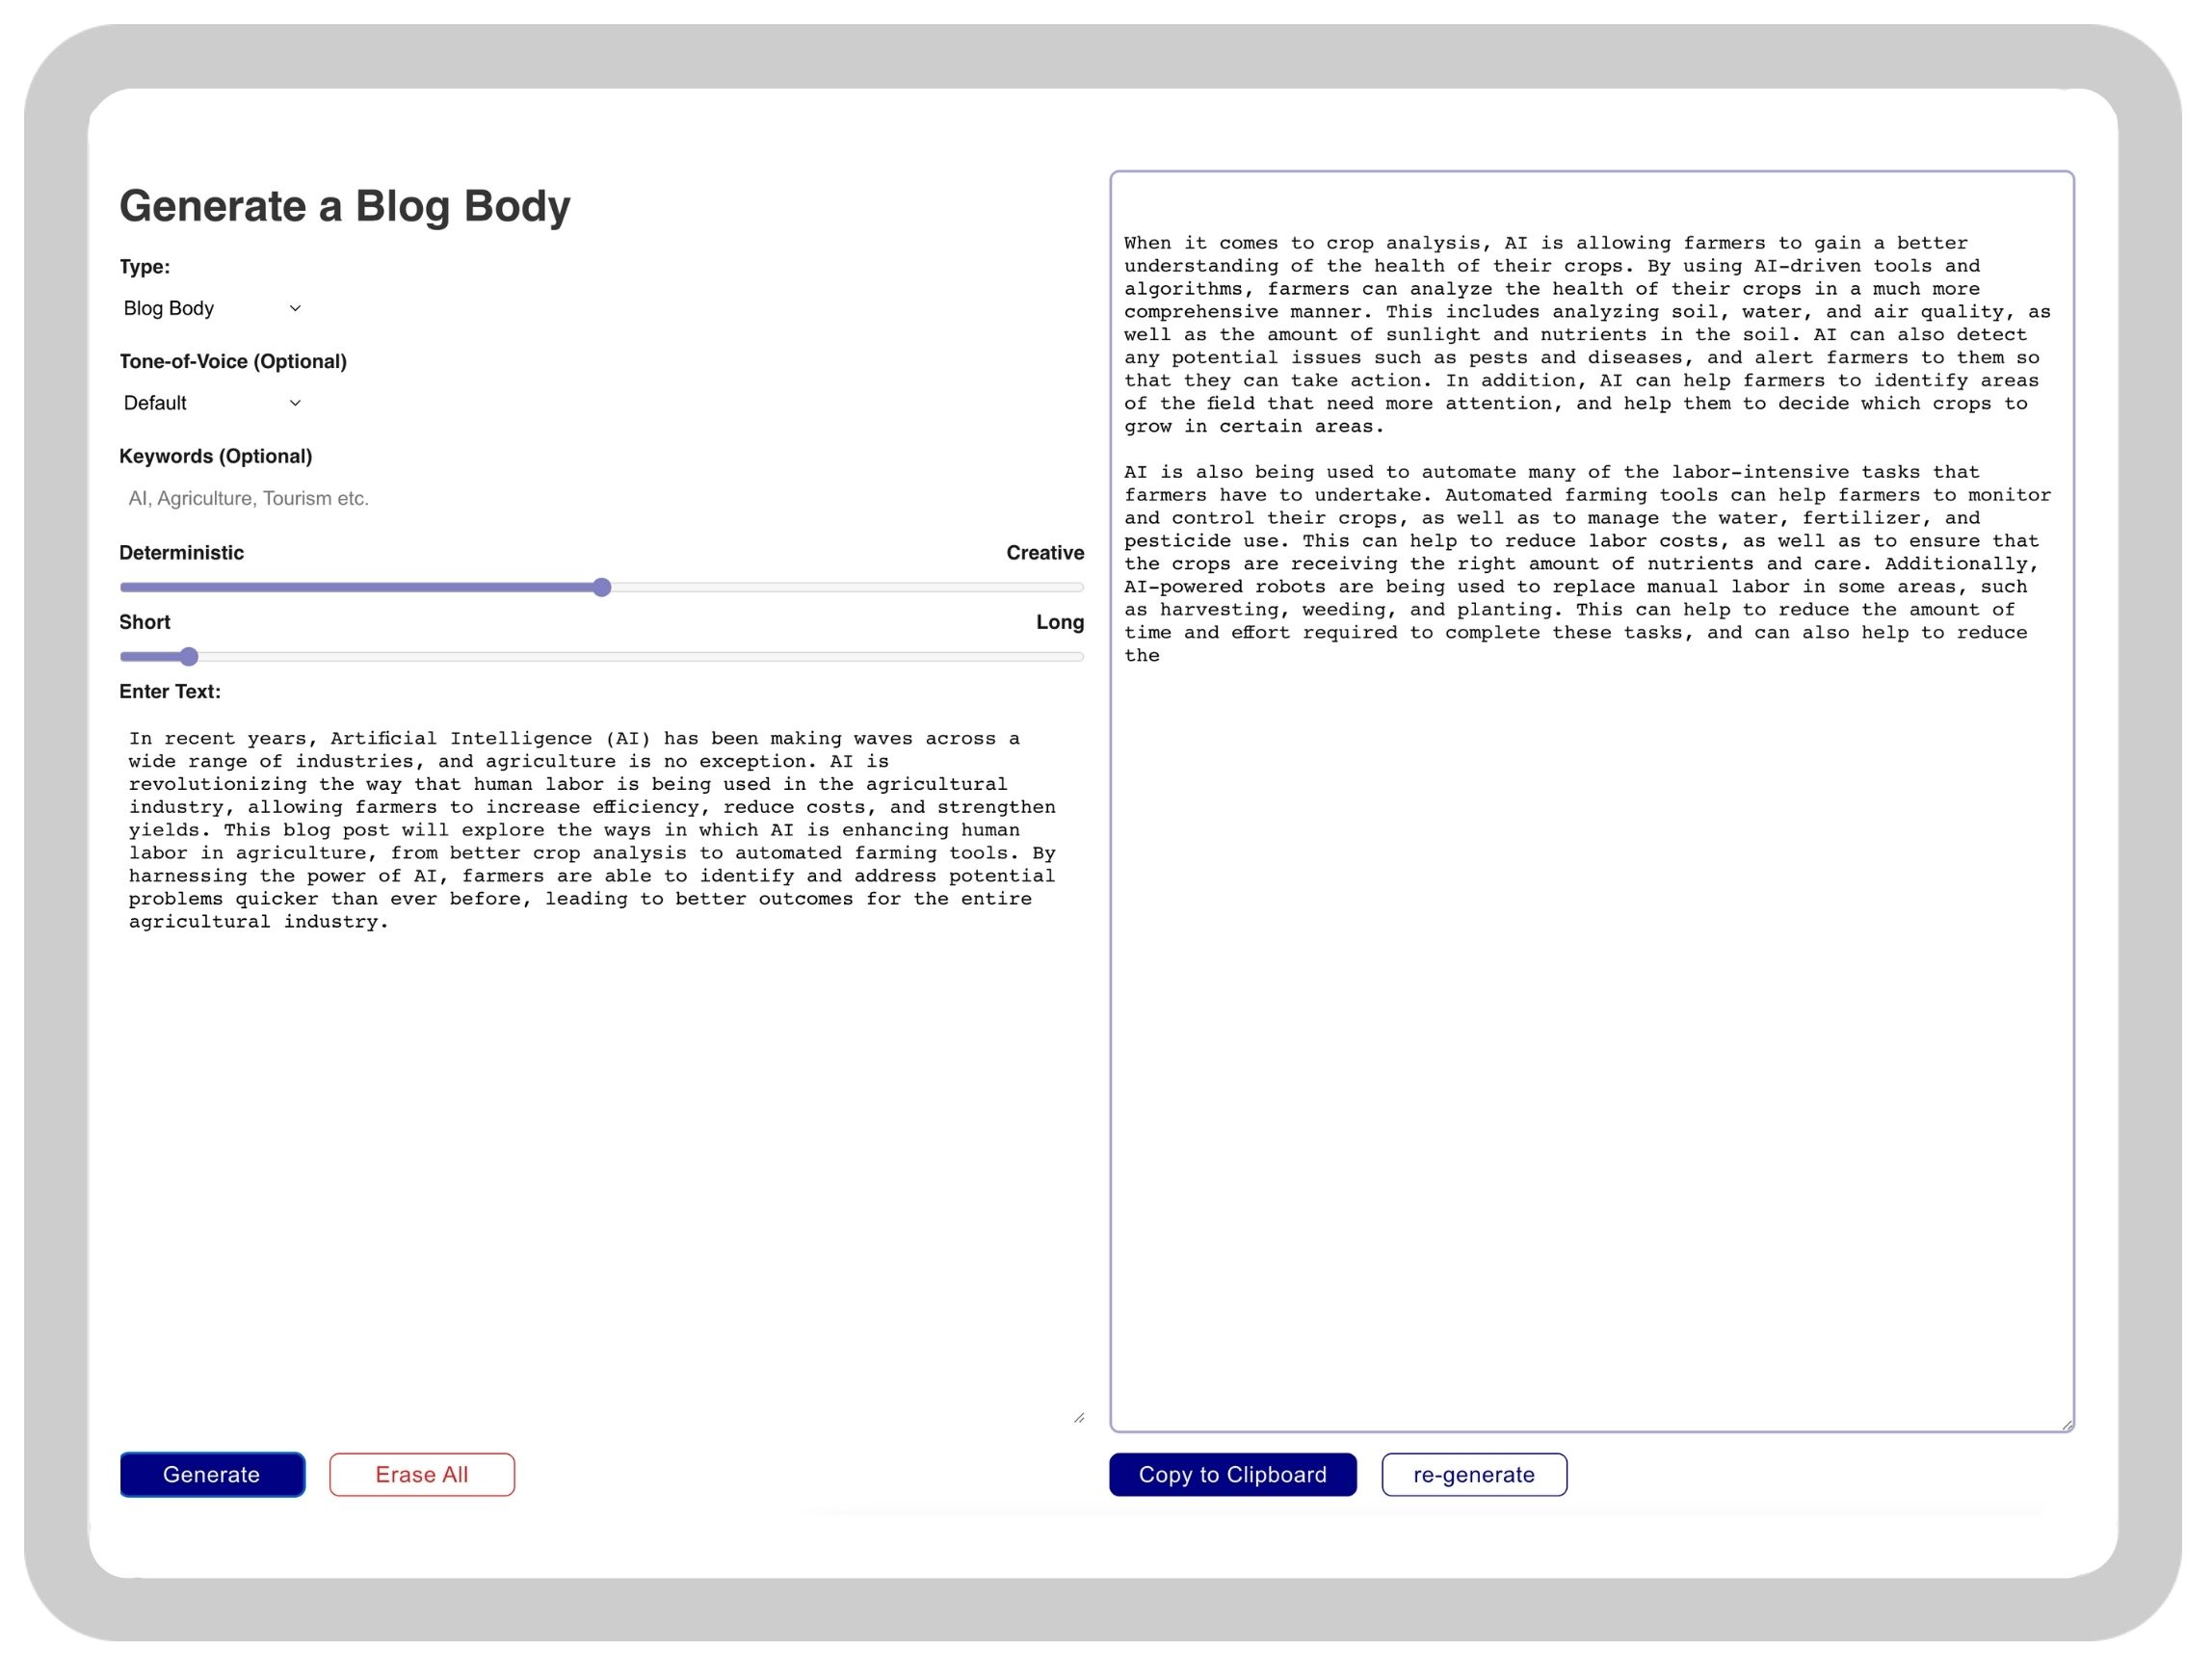 Generate a Blog Body
Type:
Blog Body
Tone-of-Voice (Optional)
Default
Keywords (Optional)
AI, Agriculture, Tourism etc.
Deterministic Creative
Short Long
Enter Text:
In recent years, Artificial Intelligence (AI) has been making waves across a
wide range of industries, and agriculture is no exception. AI is
revolutionizing the way that human labor is being used in the agricultural
industry, allowing farmers to increase efficiency, reduce costs, and strengthen
yields. This blog post will explore the ways in which AI is enhancing human
labor in agriculture, from better crop analysis to automated farming tools. By
harnessing the power of AI, farmers are able to identify and address potential
problems quicker than ever before, leading to better outcomes for the entire
agricultural industry.
Generate Erase All
When it comes to crop analysis, AI is allowing farmers to gain a better
understanding of the health of their crops. By using AI-driven tools and
algorithms, farmers can analyze the health of their crops in a much more
comprehensive manner. This includes analyzing soil, water, and air quality, as
well as the amount of sunlight and nutrients in the soil. AI can also detect
any potential issues such as pests and diseases, and alert farmers to them so
that they can take action. In addition, AI can help farmers to identify areas
of the field that need more attention, and help them to decide which crops to
grow in certain areas.
AI is also being used to automate many of the labor-intensive tasks that
farmers have to undertake. Automated farming tools can help farmers to monitor
and control their crops, as well as to manage the water, fertilizer, and
pesticide use. This can help to reduce labor costs, as well as to ensure that
the crops are receiving the right amount of nutrients and care. Additionally,
AI-powered robots are being used to replace manual labor in some areas, such
as harvesting, weeding, and planting. This can help to reduce the amount of
time and effort required to complete these tasks, and can also help to reduce
the
Copy to Clipboard re-generate